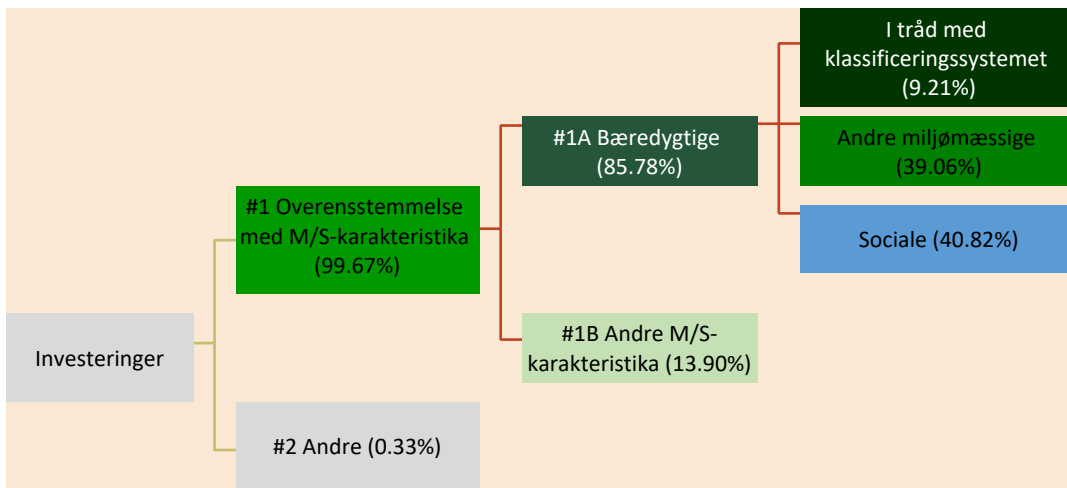 Investeringer
#1 Overensstemmelse
med M/S-karakteristika
(99.67%)
#2 Andre (0.33%)
#1A Bæredygtige
(85.78%)
#1B Andre M/S-
karakteristika (13.90%)
I tråd med
klassificeringssystemet
(9.21%)
Andre miljømæssige
(39.06%)
Sociale (40.82%)